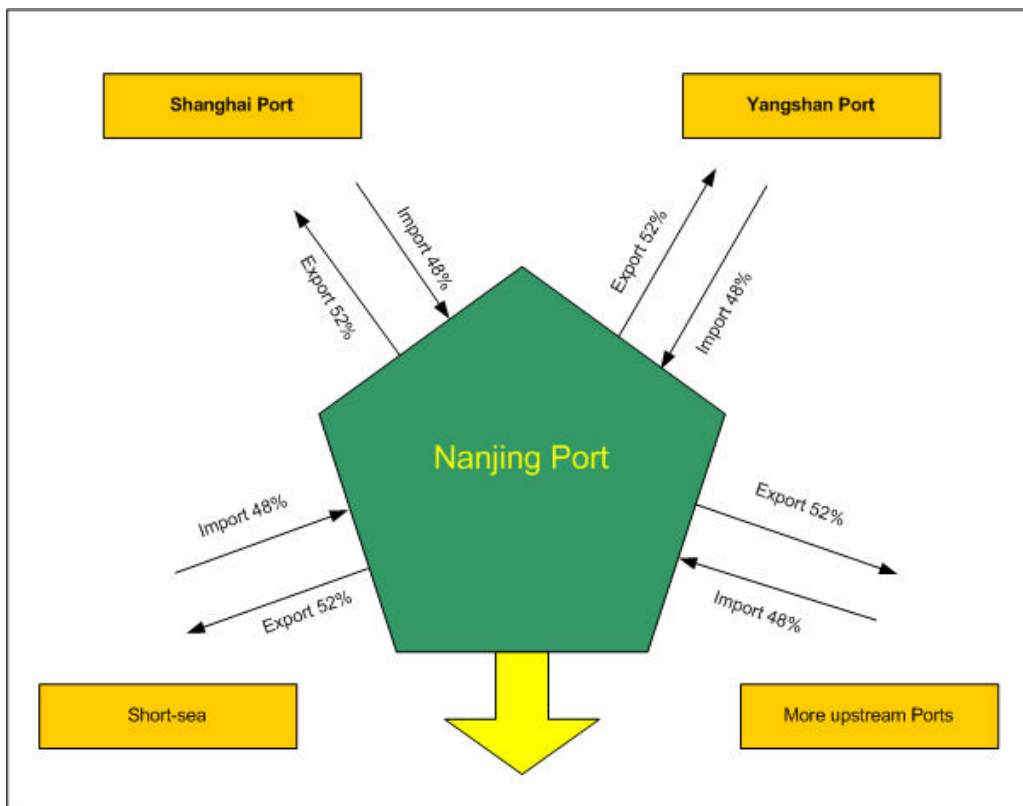 Shanghai Port
Yangshan Port
Import 48%
Export 52%
Export 52%
Import 48%
Nanjing Port
Import 48%
Export 52%
Export 52%
Import 48%
Short-sea
More upstream Ports